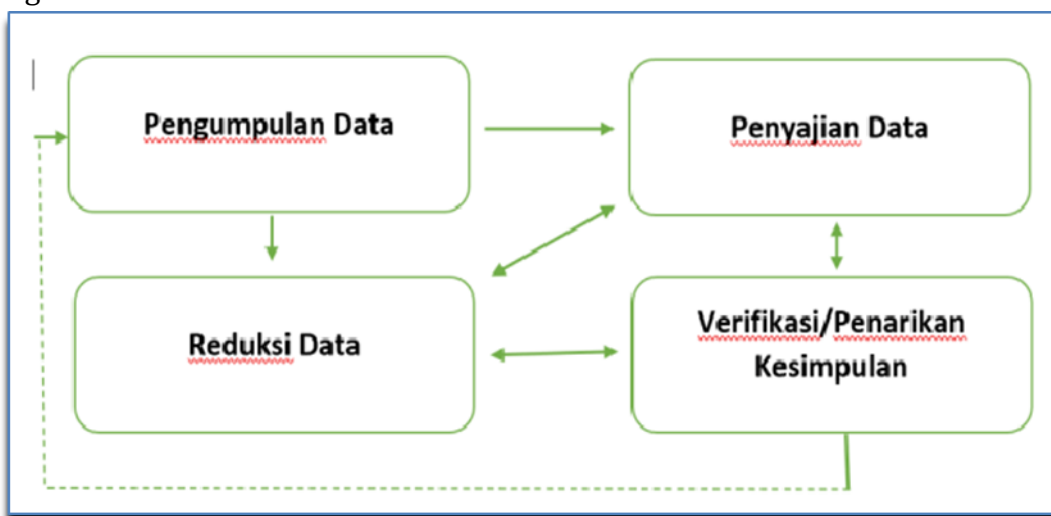 Pengumpulan Data
Penyajian Data
Reduksi Data
Verifikasi/Penarikan
Kesimpulan